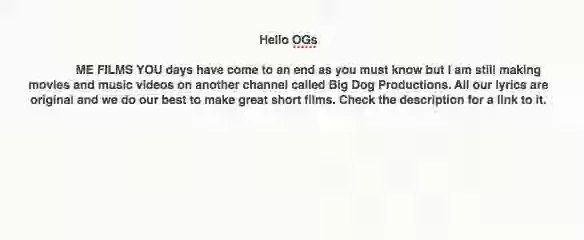 Hello OGs
ME FILMS YOU days have come to an end as you must know but I am still making
movies and music videos on another channel called Big Dog Productions. All our lyrics are
original and we do our best to make great short films. Check the description for a link to it.